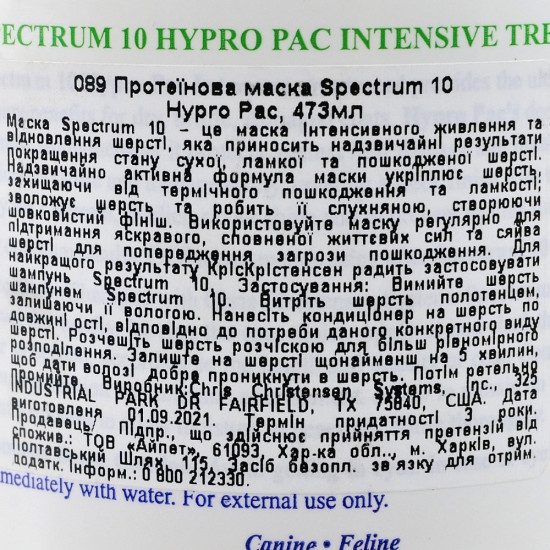 PECTRUM 10 HYPRO PAC INTENSIVE TRE
089 Протеїнова маска Spectrum 10
Hypro Pac, 473мл
Маска Spectrum 10 - це маска інтенсивного живлення та
відновлення шерсті, яка приносить надзвичайні результати
покращення стану сухої, ламкої та пошкодженої шерсті.
Надзвичайно активна формула маски укріплює шерсть,
захищаючи від термічного пошкодження та ламкості;
зволожує шерсть та робить її слухняною, створюючи
шовковистий фініш. Використовуйте маску регулярно для
підтримання яскравого, сповненої життєвих сил та сяйва
шерсті для попередження загрози пошкодження. Для
найкращого результату КрісКрістенсен радить застосовувати
шампунь Spectrum 10. Застосування: Вимийте шерсть
шампунем Spectrum 10. Витріть шерсть полотенцем,
залишаючи її вологою. Нанесіть кондиціонер на шерсть по
довжині ості, відповідно до потреби даного конкретного виду
шерсті. Розчешіть шерсть розчіскою для більш рівномірного
розподілення. Залиште на шерсті щонайменш на 5 хвилин,
щоб дати волозі добре проникнути в шерсть. Потім ретельно
промийте. Виробник:Chris Christensen Systems, Inc., 325
INDUSTRIAL PARK DR FAIRFIELD, TX 75840, США. Дата
виготовленя 01.09.2021. Термін придатності 3 роки.
Продавець/ Підпр., що здійснює прийняття претензій від
спожив.: ТОВ «Айпет», 61093, Хар-ка обл., м. Харків, вул.
Полтавський Шлях, 115. Засіб безопл. зв'язку для отрим.
додатк. інформ.: 0 800 212330.
mediately with water. For external use only.
Canine • Feline